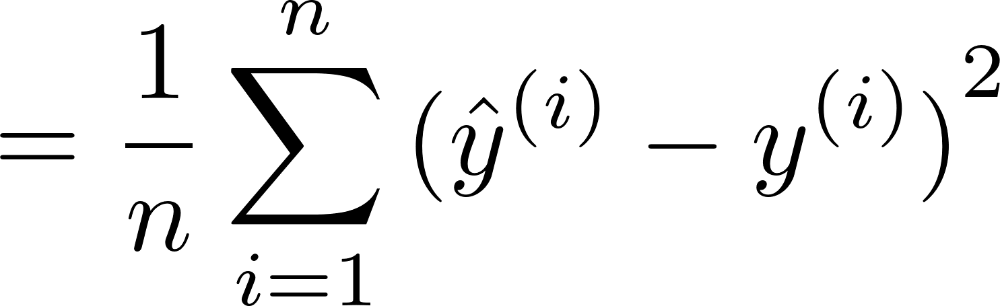 = \frac{1}{n} \sum_{i=1}^{n} (\hat{y}^{(i)} - y^{(i)})^2